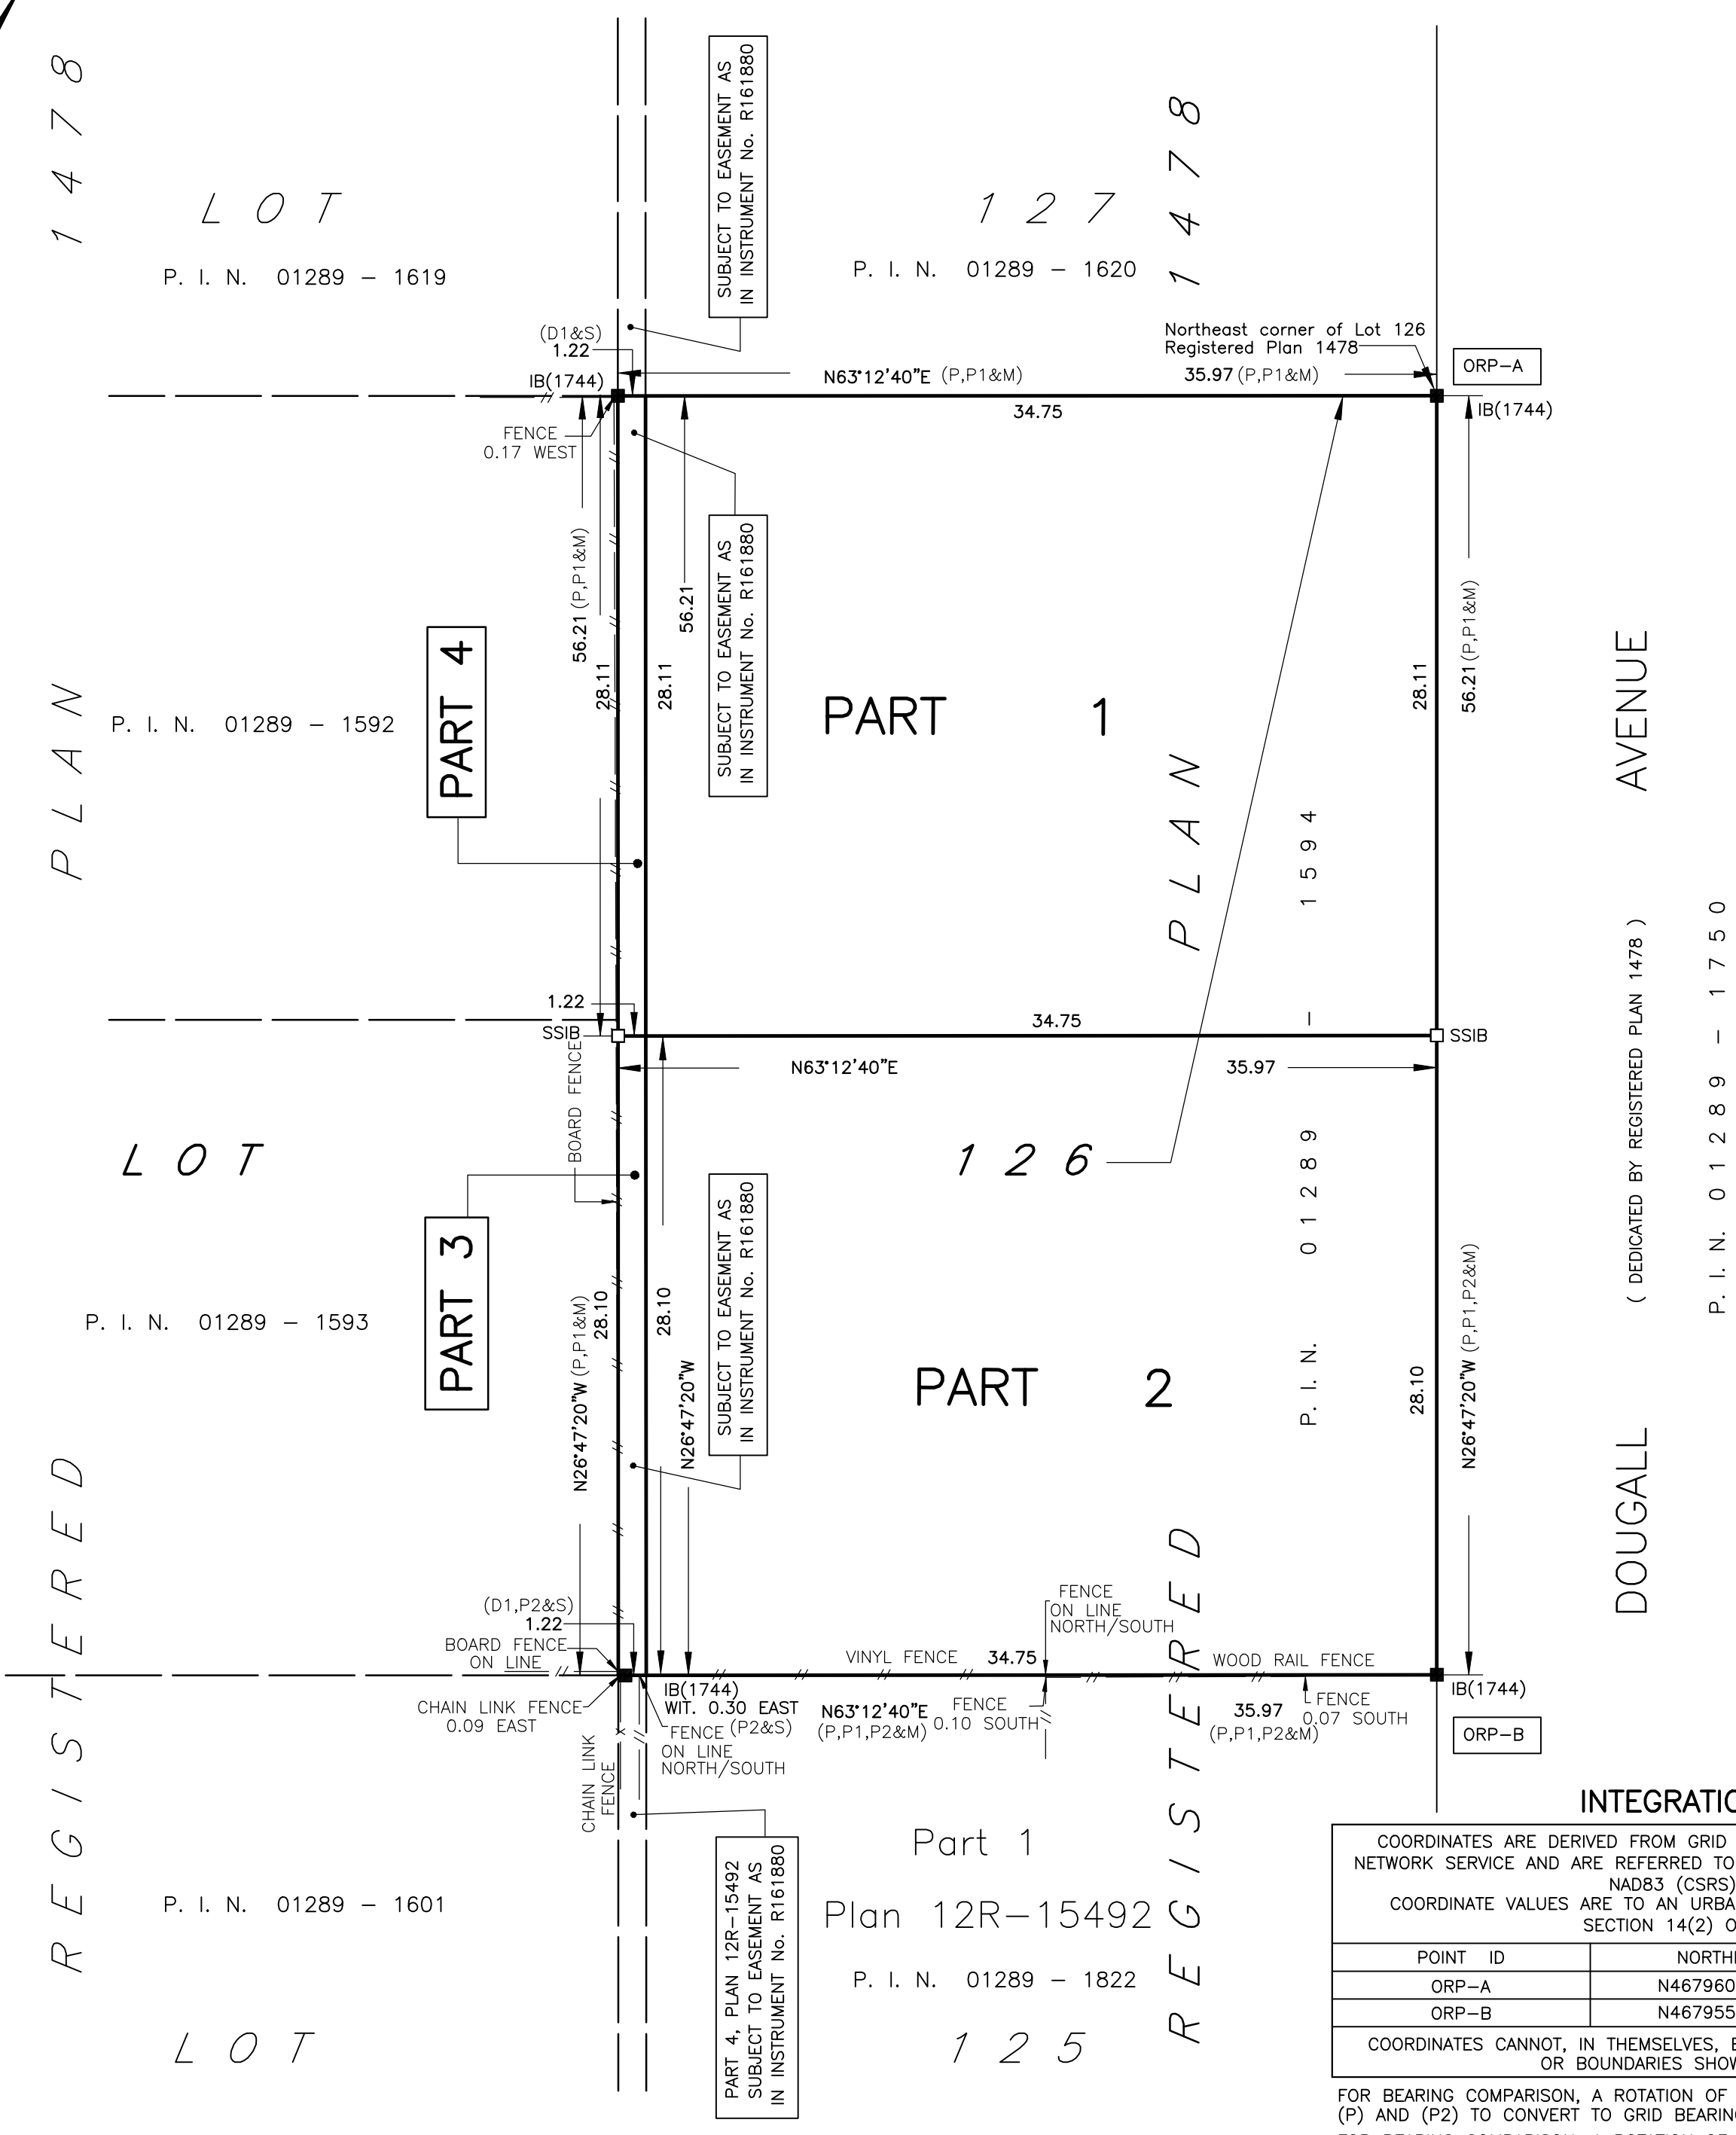 1 4 7 8
SUBJECT TO EASEMENT AS
IN INSTRUMENT No. R161880
1 4 7 8
L O T
1 2 7
P. I. N. 01289 – 1619
P. I. N. 01289 – 1620
(D1&S)
1.22
Northeast corner of Lot 126
Registered Plan 1478
ORP–A
IB(1744)
N63°12'40"E (P,P1&M)
35.97 (P,P1&M)
34.75
IB(1744)
FENCE
0.17 WEST
56.21 (P,P1&M)
28.11
56.21
28.11
SUBJECT TO EASEMENT AS
IN INSTRUMENT No. R161880
28.11
56.21 (P,P1&M)
PART 4
PART 1
P L A N
P. I. N. 01289 – 1592
P L A N
AVENUE
1.22
SSIB
34.75
SSIB
N63°12'40"E
35.97
BOARD FENCE
L O T
1 2 6
P. I. N. 01289 – 1594
( DEDICATED BY REGISTERED PLAN 1478 )
P. I. N. 01289 – 1750
PART 3
P. I. N. 01289 – 1593
N26°47'20"W (P,P1&M)
28.10
28.10
N26°47'20"W
SUBJECT TO EASEMENT AS
IN INSTRUMENT No. R161880
PART 2
28.10
N26°47'20"W (P,P1,P2&M)
DOUGALL
REGISTERED
REGISTERED
(D1,P2&S)
1.22
BOARD FENCE
ON LINE
FENCE
ON LINE
NORTH/SOUTH
VINYL FENCE
34.75
WOOD RAIL FENCE
CHAIN LINK FENCE
0.09 EAST
IB(1744)
WIT. 0.30 EAST
(P2&S)
FENCE
ON LINE
NORTH/SOUTH
N63°12'40"E
(P,P1,P2&M)
FENCE
0.10 SOUTH
35.97
(P,P1,P2&M)
FENCE
0.07 SOUTH
IB(1744)
ORP–B
CHAIN LINK
FENCE
PART 4, PLAN 12R–15492
SUBJECT TO EASEMENT AS
IN INSTRUMENT No. R161880
Part 1
Plan 12R–15492
P. I. N. 01289 – 1601
P. I. N. 01289 – 1822
L O T
1 2 5
INTEGRATIO
COORDINATES ARE DERIVED FROM GRID
NETWORK SERVICE AND ARE REFERRED TO
NAD83 (CSRS)
COORDINATE VALUES ARE TO AN URBA
SECTION 14(2) O
POINT ID NORTH
ORP–A N467960
ORP–B N467955
COORDINATES CANNOT, IN THEMSELVES,
OR BOUNDARIES SHOW
FOR BEARING COMPARISON, A ROTATION OF
(P) AND (P2) TO CONVERT TO GRID BEARING